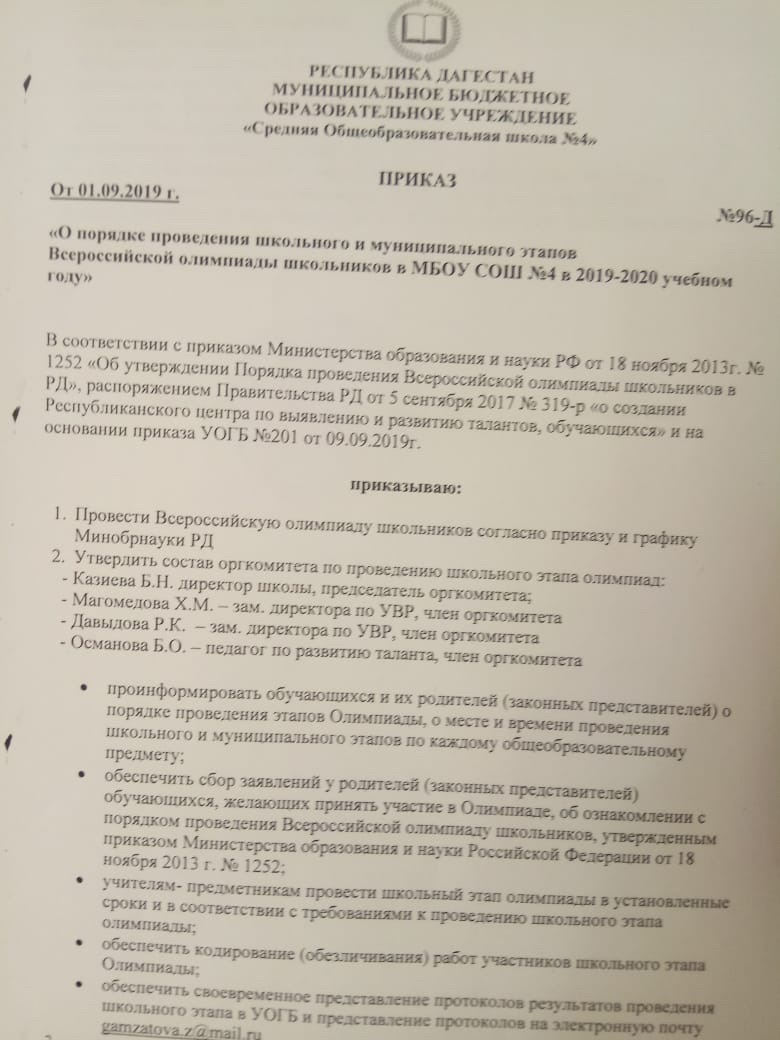 РЕСПУБЛИКА ДАГЕСТАН
МУНИЦИПАЛЬНОЕ БЮДЖЕТНОЕ
ОБРАЗОВАТЕЛЬНОЕ УЧРЕЖДЕНИЕ
«Средняя Общеобразовательная школа №4»
ПРИКАЗ
От 01.09.2019 г.
№96-Д
«О порядке проведения школьного и муниципального этапов
Всероссийской олимпиады школьников в МБОУ СОШ №4 в 2019-2020 учебном
году»
В соответствии с приказом Министерства образования и науки РФ от 18 ноября 2013г. №
1252 «Об утверждении Порядка проведения Всероссийской олимпиады школьников в
РД», распоряжением Правительства РД от 5 сентября 2017 № 319-р «о создании
Республиканского центра по выявлению и развитию талантов, обучающихся» и на
основании приказа УОГБ №201 от 09.09.2019г.
приказываю:
1. Провести Всероссийскую олимпиаду школьников согласно приказу и графику
Минобрнауки РД
2. Утвердить состав оргкомитета по проведению школьного этапа олимпиад:
- Казиева Б.Н. директор школы, председатель оргкомитета;
- Магомедова Х.М. – зам. директора по УВР, член оргкомитета
- Давыдова Р.К. – зам. директора по УВР, член оргкомитета
- Османова Б.О. – педагог по развитию таланта, член оргкомитета
• проинформировать обучающихся и их родителей (законных представителей) о
порядке проведения этапов Олимпиады, о месте и времени проведения
школьного и муниципального этапов по каждому общеобразовательному
предмету;
• обеспечить сбор заявлений у родителей (законных представителей)
обучающихся, желающих принять участие в Олимпиаде, об ознакомлении с
порядком проведения Всероссийской олимпиаду школьников, утвержденным
приказом Министерства образования и науки Российской Федерации от 18
ноября 2013 г. № 1252;
• учителям- предметникам провести школьный этап олимпиады в установленные
сроки и в соответствии с требованиями к проведению школьного этапа
олимпиады;
• обеспечить кодирование (обезличивания) работ участников школьного этапа
Олимпиады;
• обеспечить своевременное представление протоколов результатов проведения
школьного этапа в УОГБ и представление протоколов на электронную почту
gamzatova.z@mail.ru